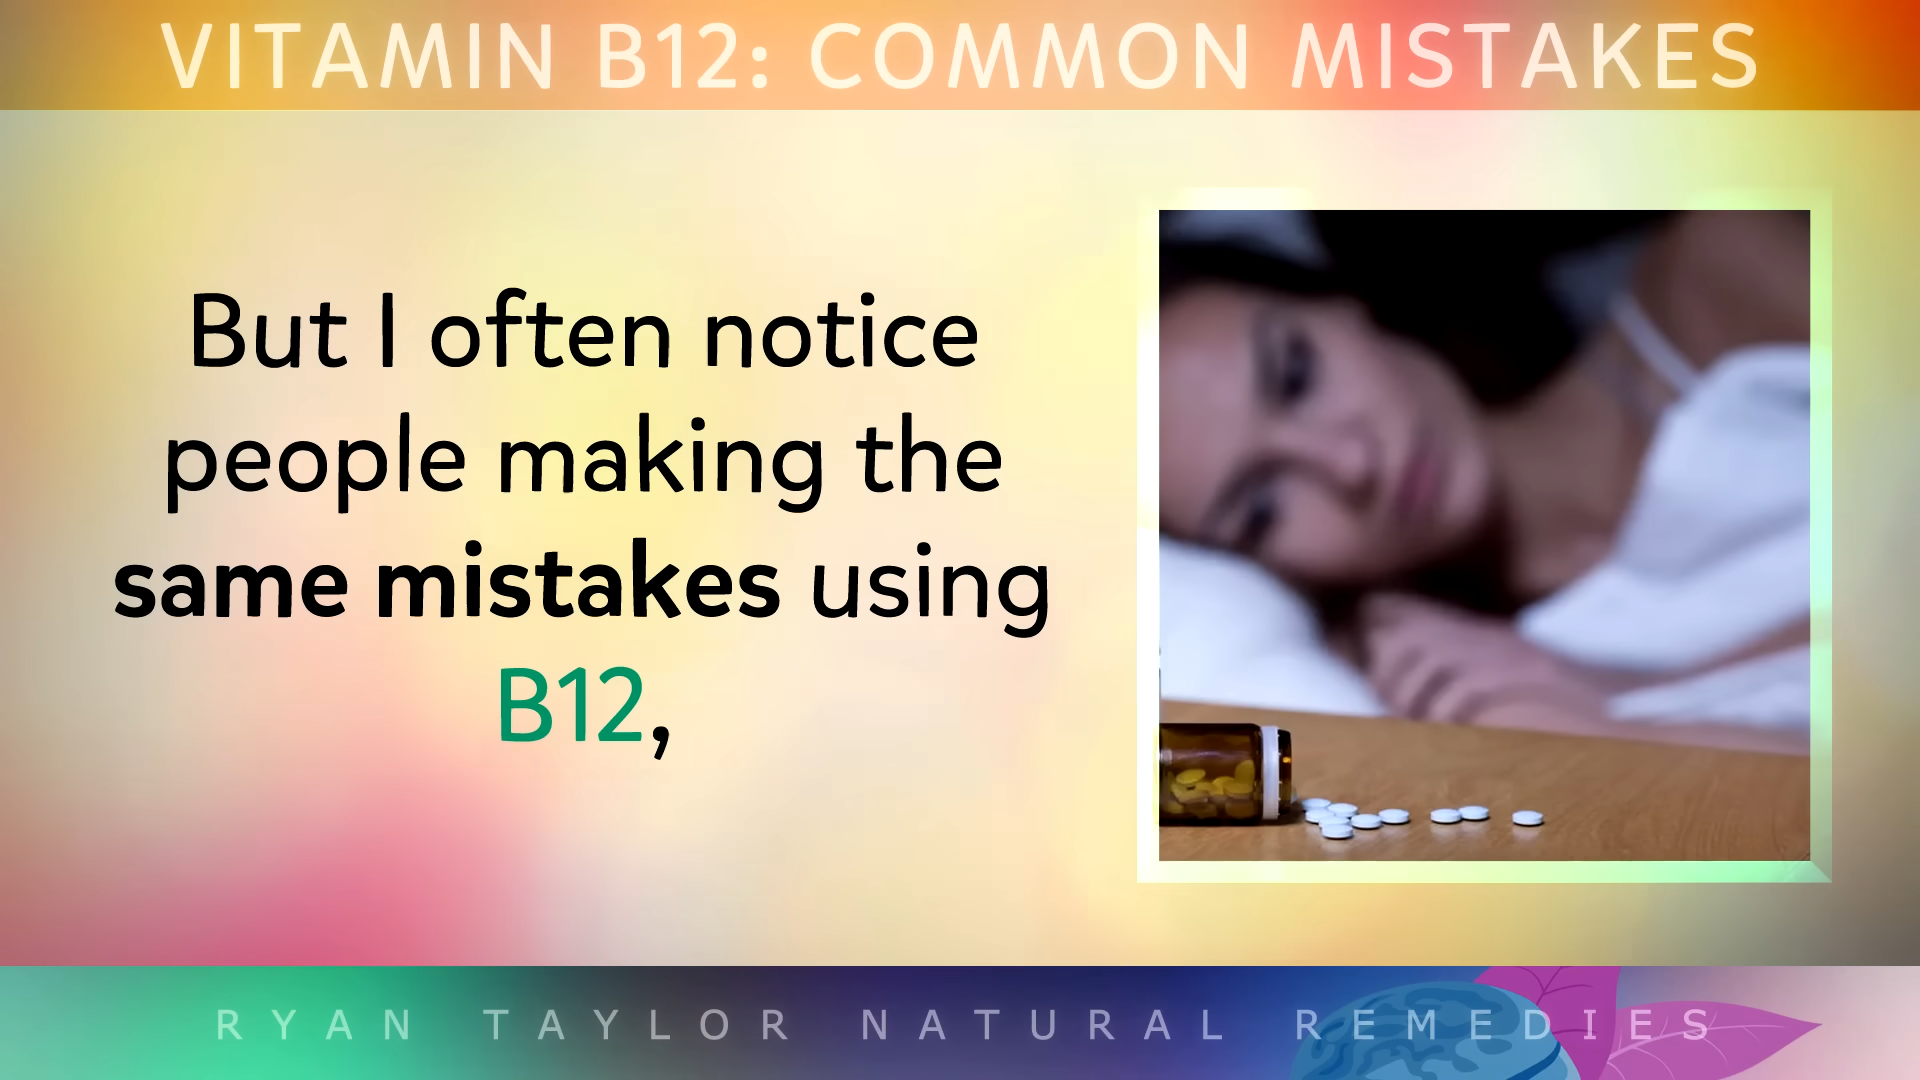 VITAMIN B12: COMMON MISTAKES
But I often notice
people making the
same mistakes using
B12,
RYAN TAYLOR NATURAL REMEDIES